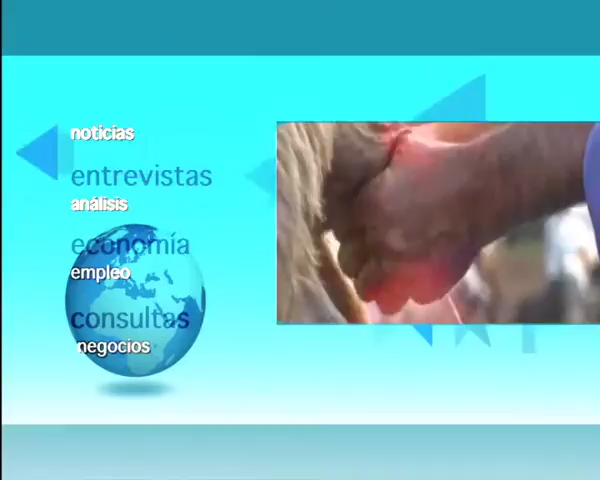 noticias
entrevistas
análisis
economía
empleo
consultas
negocios